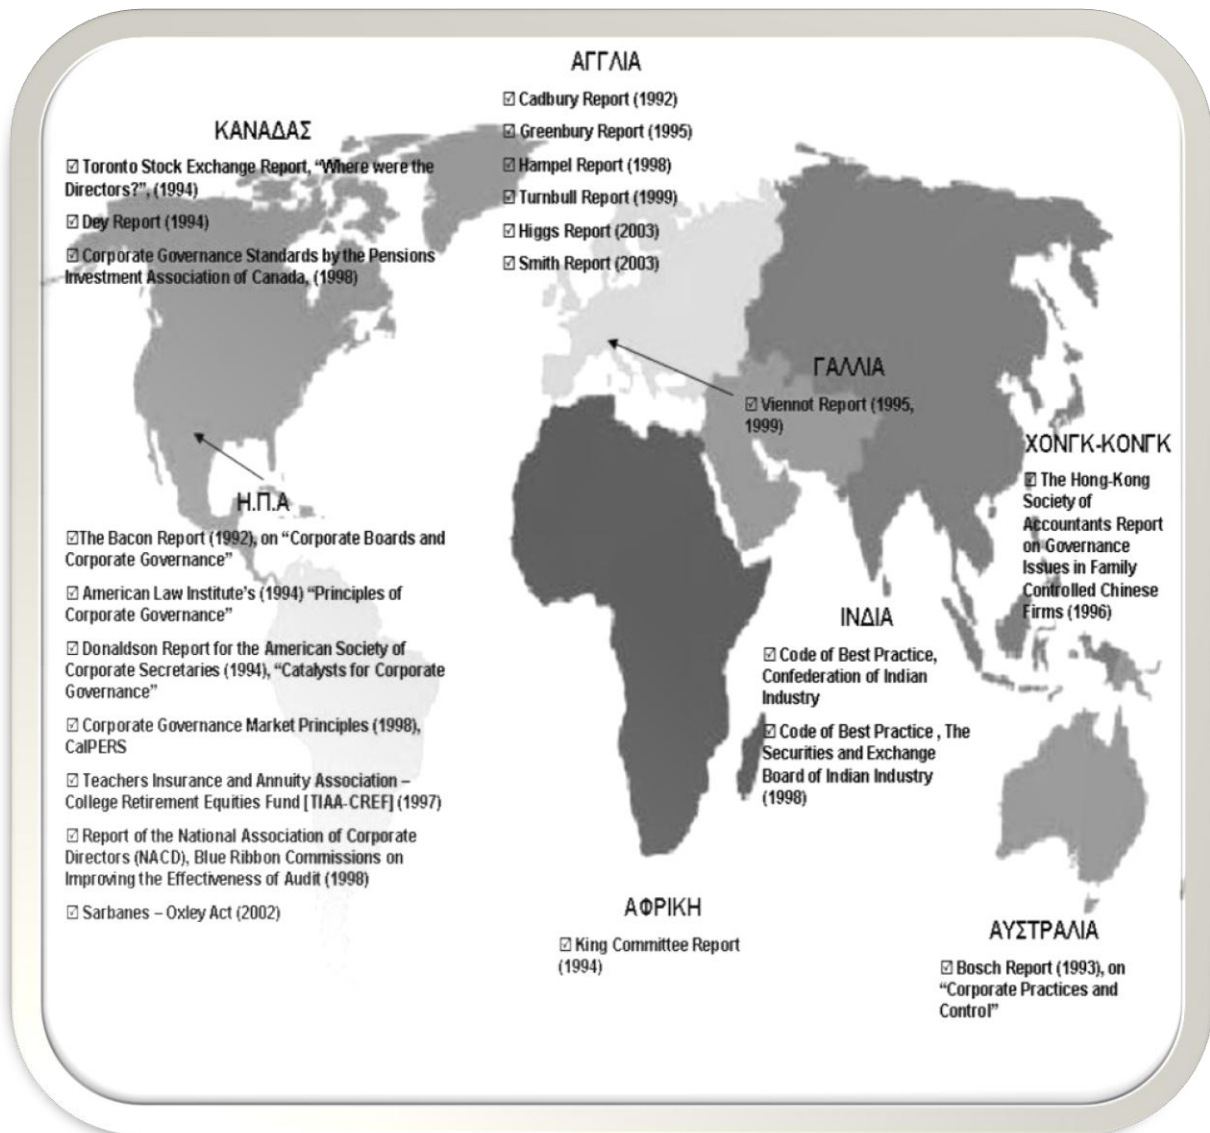 ΑΓΓΛΙΑ
☑ Cadbury Report (1992)
☑ Greenbury Report (1995)
☑ Hampel Report (1998)
☑ Turnbull Report (1999)
☑ Higgs Report (2003)
☑ Smith Report (2003)
ΚΑΝΑΔΑΣ
☑ Toronto Stock Exchange Report, “Where were the
Directors?”, (1994)
☑ Dey Report (1994)
☑ Corporate Governance Standards by the Pensions
Investment Association of Canada, (1998)
ΓΑΛΛΙΑ
☑ Viennot Report (1995,
1999)
ΧΟΝΓΚ-ΚΟΝΓΚ
☑ The Hong-Kong
Society of
Accountants Report
on Governance
Issues in Family
Controlled Chinese
Firms (1996)
Η.Π.Α
☑The Bacon Report (1992), on “Corporate Boards and
Corporate Governance”
☑ American Law Institute’s (1994) “Principles of
Corporate Governance”
☑ Donaldson Report for the American Society of
Corporate Secretaries (1994), “Catalysts for Corporate
Governance”
☑ Corporate Governance Market Principles (1998),
CalPERS
☑ Teachers Insurance and Annuity Association –
College Retirement Equities Fund [TIAA-CREF] (1997)
☑ Report of the National Association of Corporate
Directors (NACD), Blue Ribbon Commissions on
Improving the Effectiveness of Audit (1998)
☑ Sarbanes – Oxley Act (2002)
ΙΝΔΙΑ
☑ Code of Best Practice,
Confederation of Indian
Industry
☑ Code of Best Practice , The
Securities and Exchange
Board of Indian Industry
(1998)
ΑΦΡΙΚΗ
☑ King Committee Report
(1994)
ΑΥΣΤΡΑΛΙΑ
☑ Bosch Report (1993), on
“Corporate Practices and
Control”